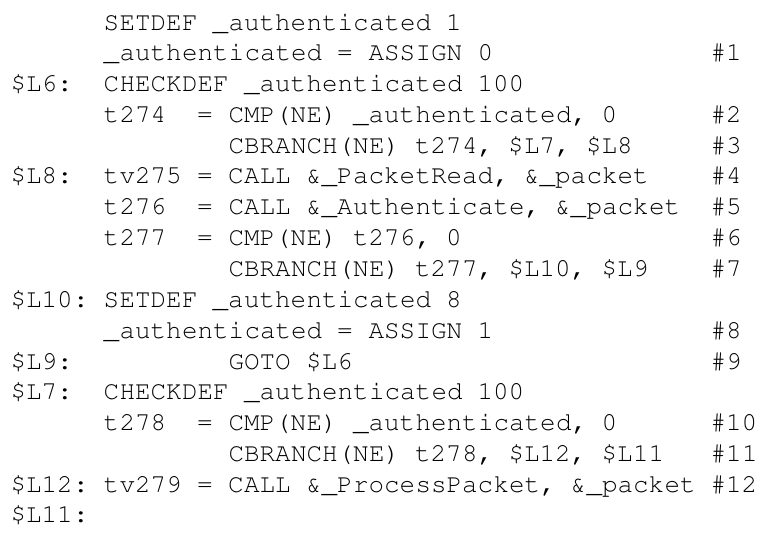 SETDEF _authenticated 1
_authenticated = ASSIGN 0 #1
$L6: CHECKDEF _authenticated 100
t274 = CMP(NE) _authenticated, 0 #2
CBRANCH(NE) t274, $L7, $L8 #3
$L8: tv275 = CALL &_PacketRead, &_packet #4
t276 = CALL &_Authenticate, &_packet #5
t277 = CMP(NE) t276, 0 #6
CBRANCH(NE) t277, $L10, $L9 #7
$L10: SETDEF _authenticated 8
_authenticated = ASSIGN 1 #8
$L9: GOTO $L6 #9
$L7: CHECKDEF _authenticated 100
t278 = CMP(NE) _authenticated, 0 #10
CBRANCH(NE) t278, $L12, $L11 #11
$L12: tv279 = CALL &_ProcessPacket, &_packet #12
$L11: